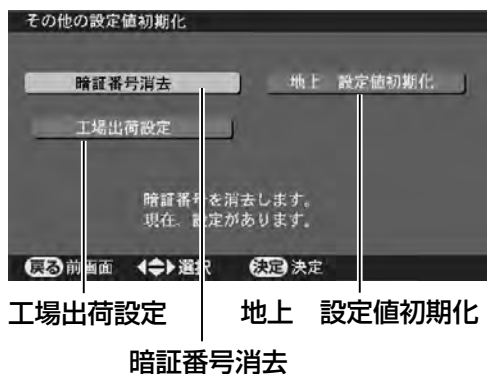 その他の設定値初期化
暗証番号消去
地上　設定値初期化
工場出荷設定
暗証番号を消去します。
現在、設定があります。
戻る 前画面 選択 決定 決定
工場出荷設定
地上　設定値初期化
暗証番号消去